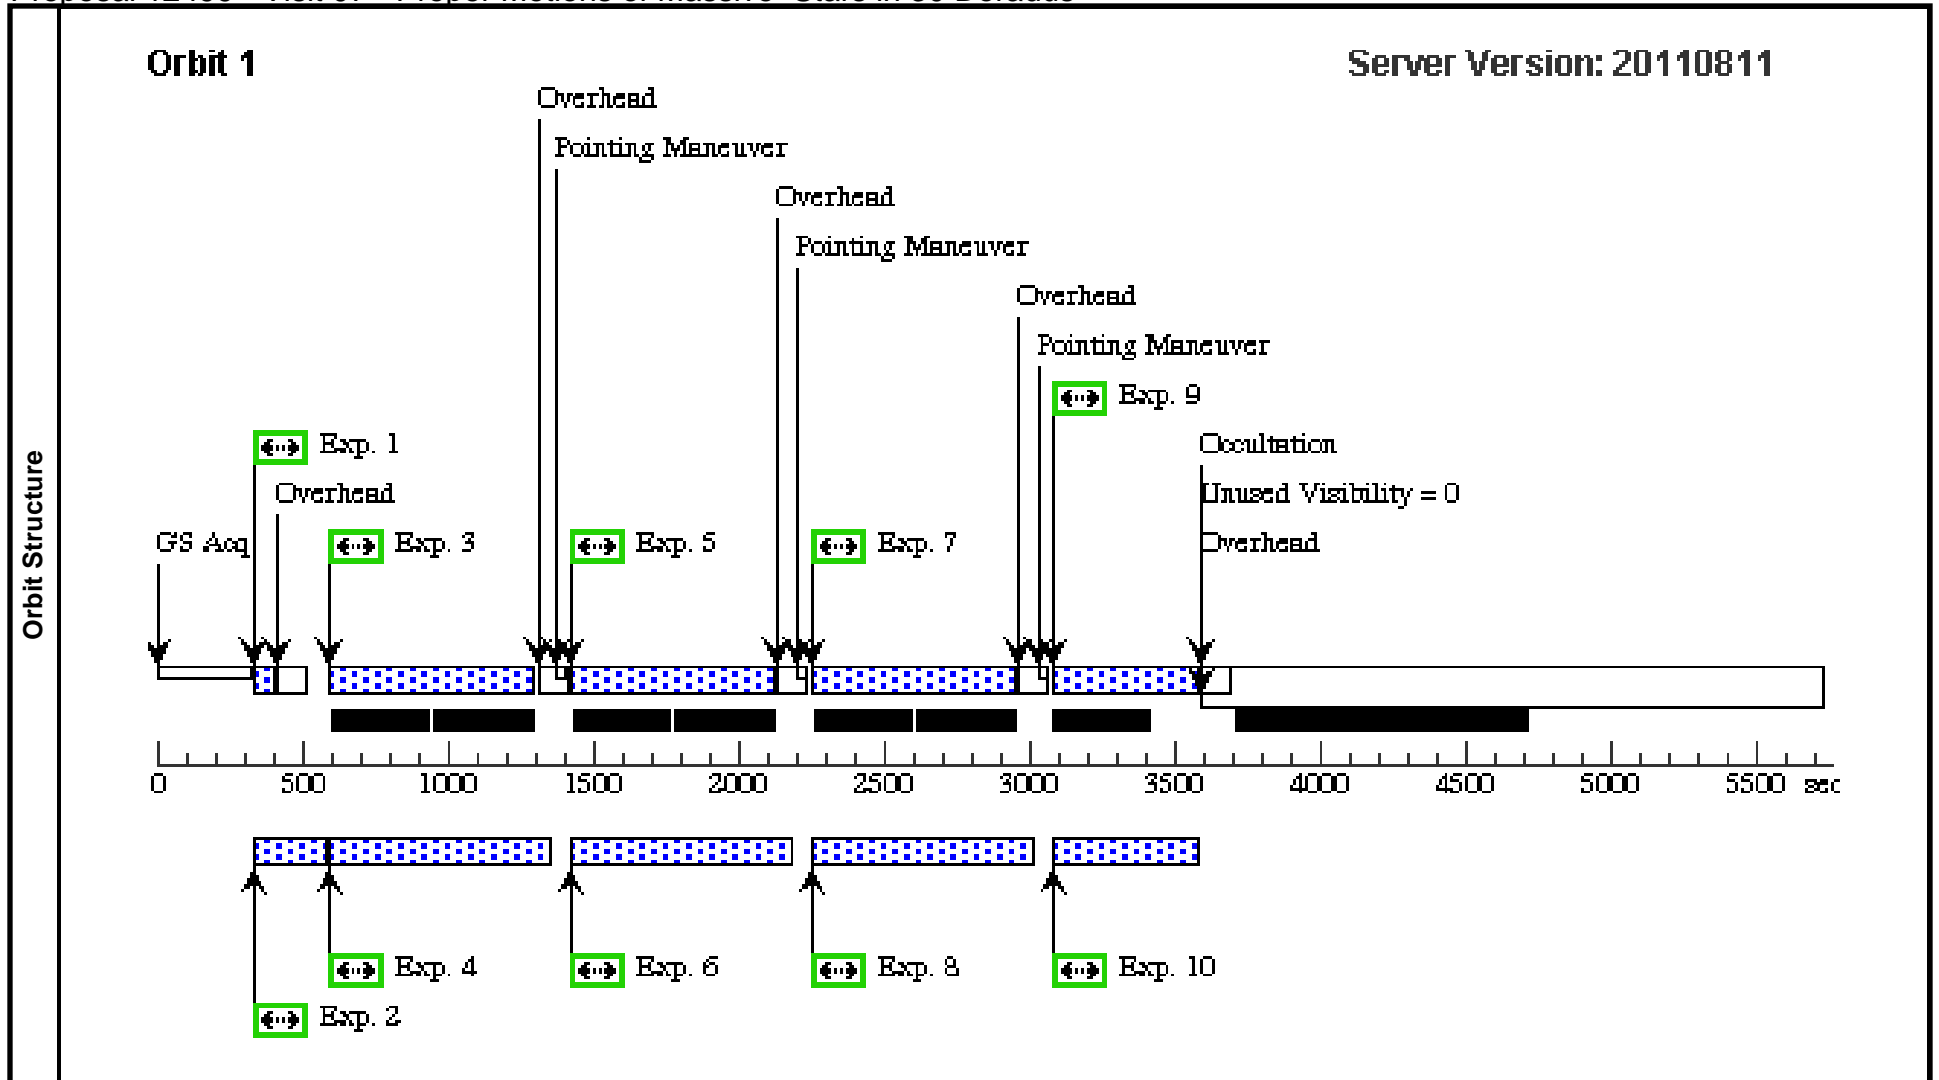 Orbit 1
Server Version: 20110811
Overhead
Pointing Maneuver
Overhead
Pointing Maneuver
Overhead
Pointing Maneuver
Exp. 9
Exp. 1
Occultation
Overhead
Unused Visibility = 0
GS Acq
Exp. 3
Exp. 5
Exp. 7
Overhead
Orbit Structure
0 500 1000 1500 2000 2500 3000 3500 4000 4500 5000 5500 sec
Exp. 4
Exp. 6
Exp. 8
Exp. 10
Exp. 2